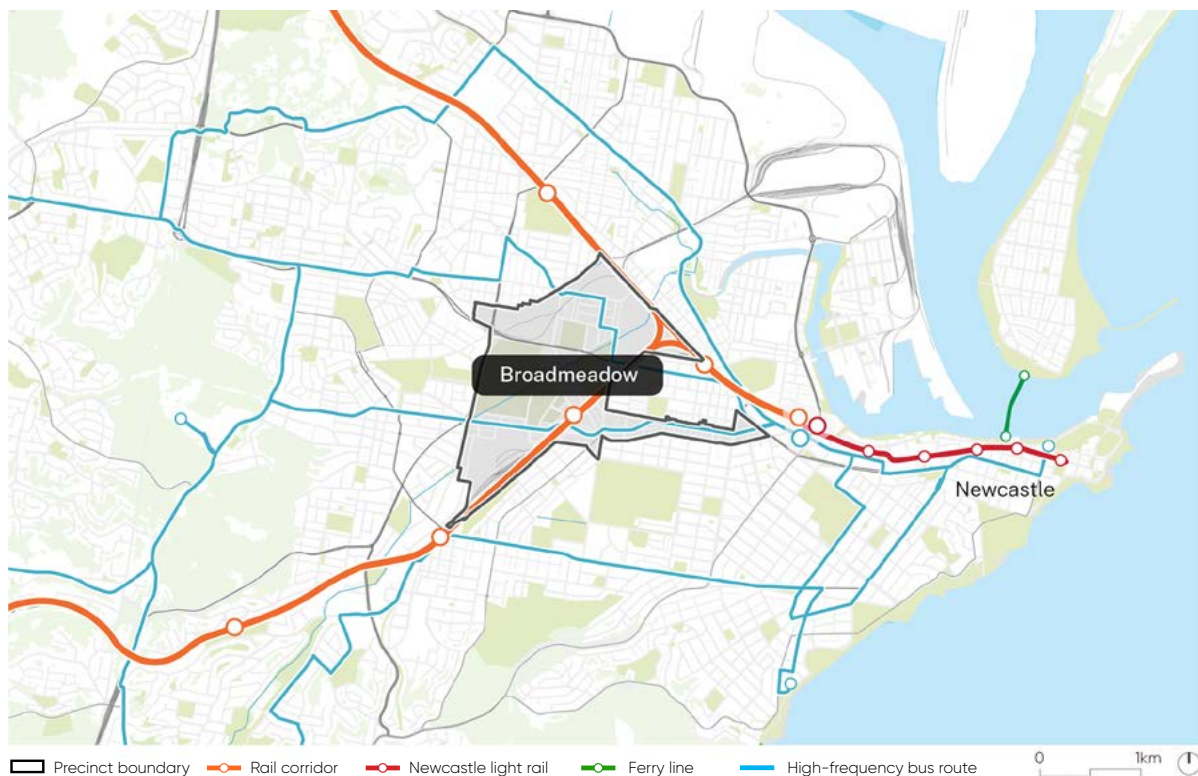 Broadmeadow
Newcastle
0 1km
Precinct boundary Rail corridor Newcastle light rail Ferry line High-frequency bus route